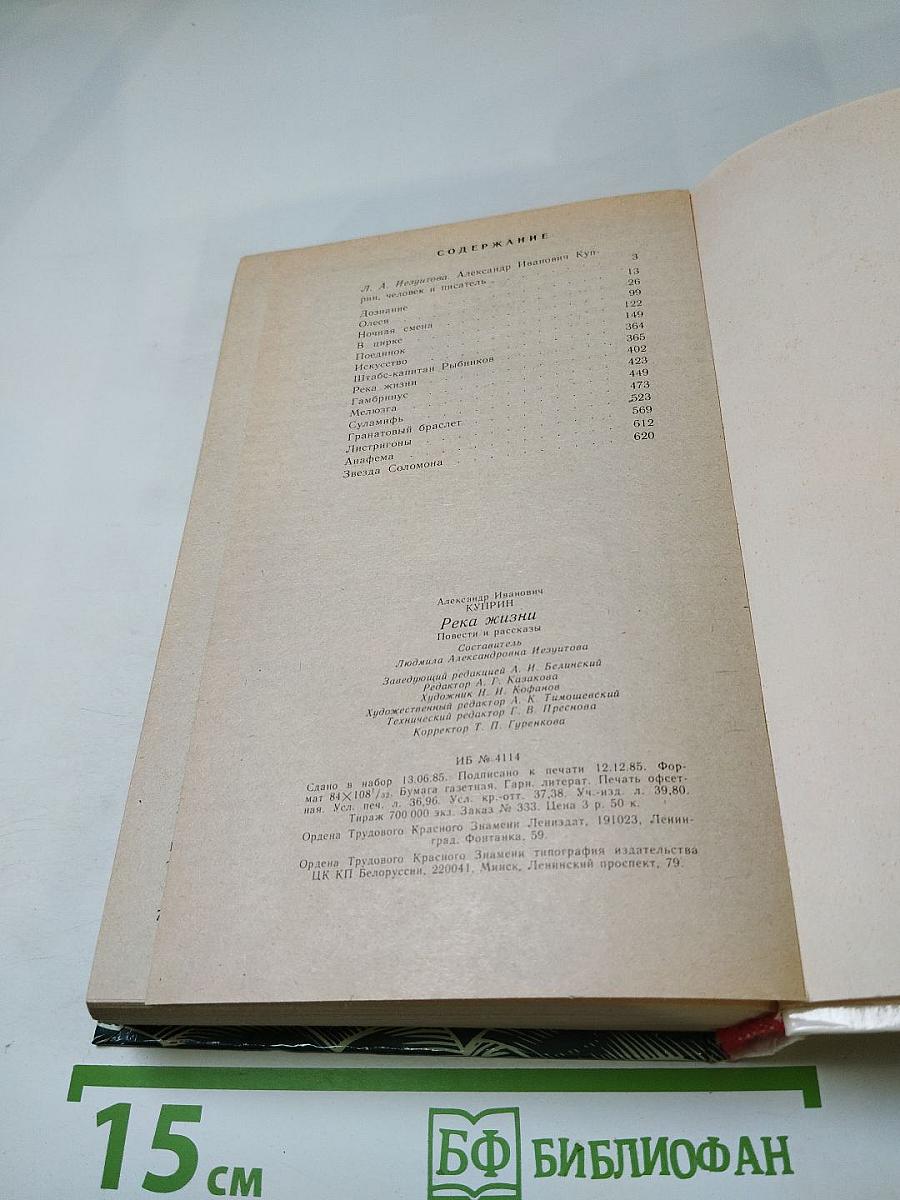 СОДЕРЖАНИЕ
Л. А. Иезуитова. Александр Иванович Куп-
рин, человек и писатель . 3
Дознание 13
Олеся 26
Ночная смена 99
В цирке 122
Поединок 149
Искусство 364
Штабс-капитан Рыбников 365
Река жизни 402
Гамбринус 423
Мелюзга 449
Суламифь 473
Гранатовый браслет 523
Листригоны 569
Анафема 612
Звезда Соломона 620
Александр Иванович
КУПРИН
Река жизни
Повести и рассказы
Составитель
Людмила Александровна Иезуитова
Заведующий редакцией А. И. Белинский
Редактор А. Г. Казакова
Художник Н. И. Кофанов
Художественный редактор А. К. Тимошевский
Технический редактор Г. В. Преснова
Корректор Т. П. Гуренкова
ИБ № 4114
Сдано в набор 13.06.85. Подписано к печати 12.12.85. Фор-
мат 84×108¹/₃₂. Бумага газетная. Гарн. литерат. Печать офсет-
ная. Усл. печ. л. 36,96. Усл. кр.-отт. 37,38. Уч.-изд. л. 39,80.
Тираж 700 000 экз. Заказ № 333. Цена 3 р. 50 к.
Ордена Трудового Красного Знамени Лениздат, 191023, Ленин-
град, Фонтанка, 59.
Ордена Трудового Красного Знамени типография издательства
ЦК КП Белоруссии, 220041, Минск, Ленинский проспект, 79.
15 см
БФ БИБЛИОФАН